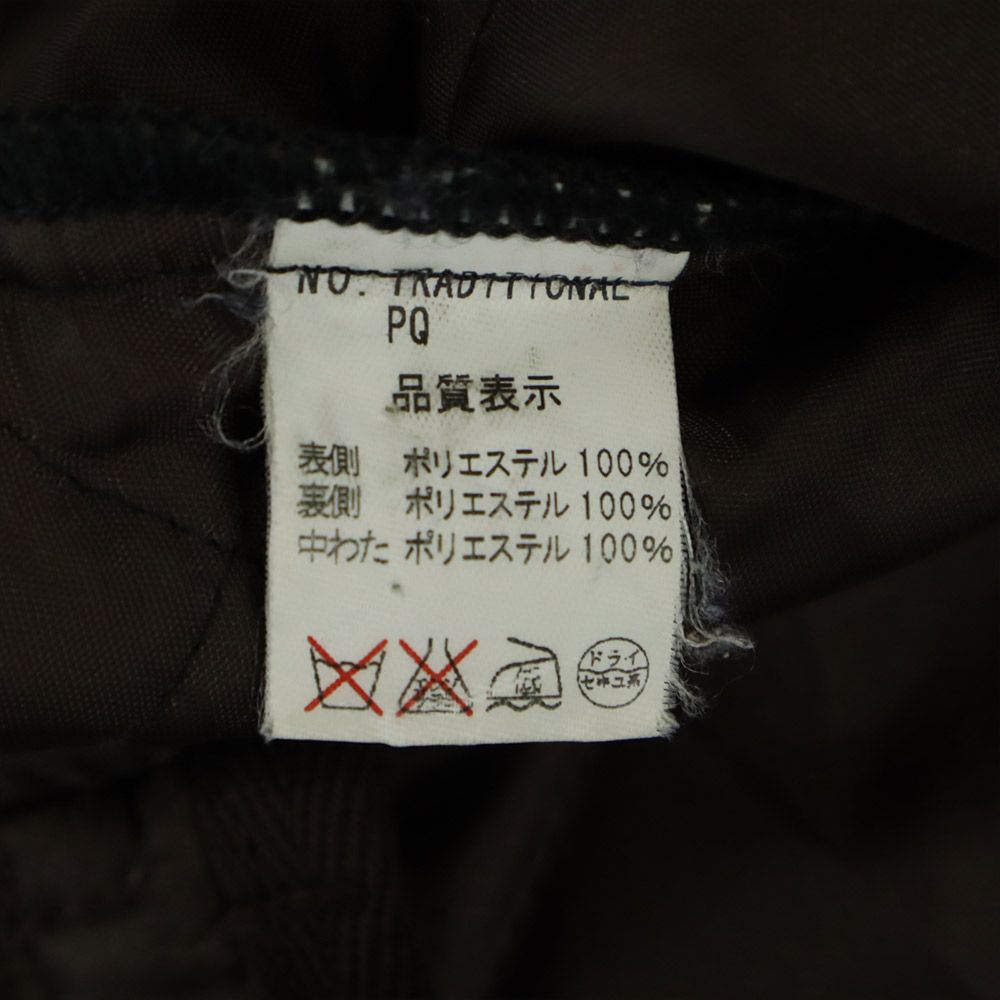 NO. TRADITIONAL
PQ
品質表示
表側 ポリエステル 100%
裏側 ポリエステル 100%
中わた ポリエステル 100%
ドライ
セキユ系